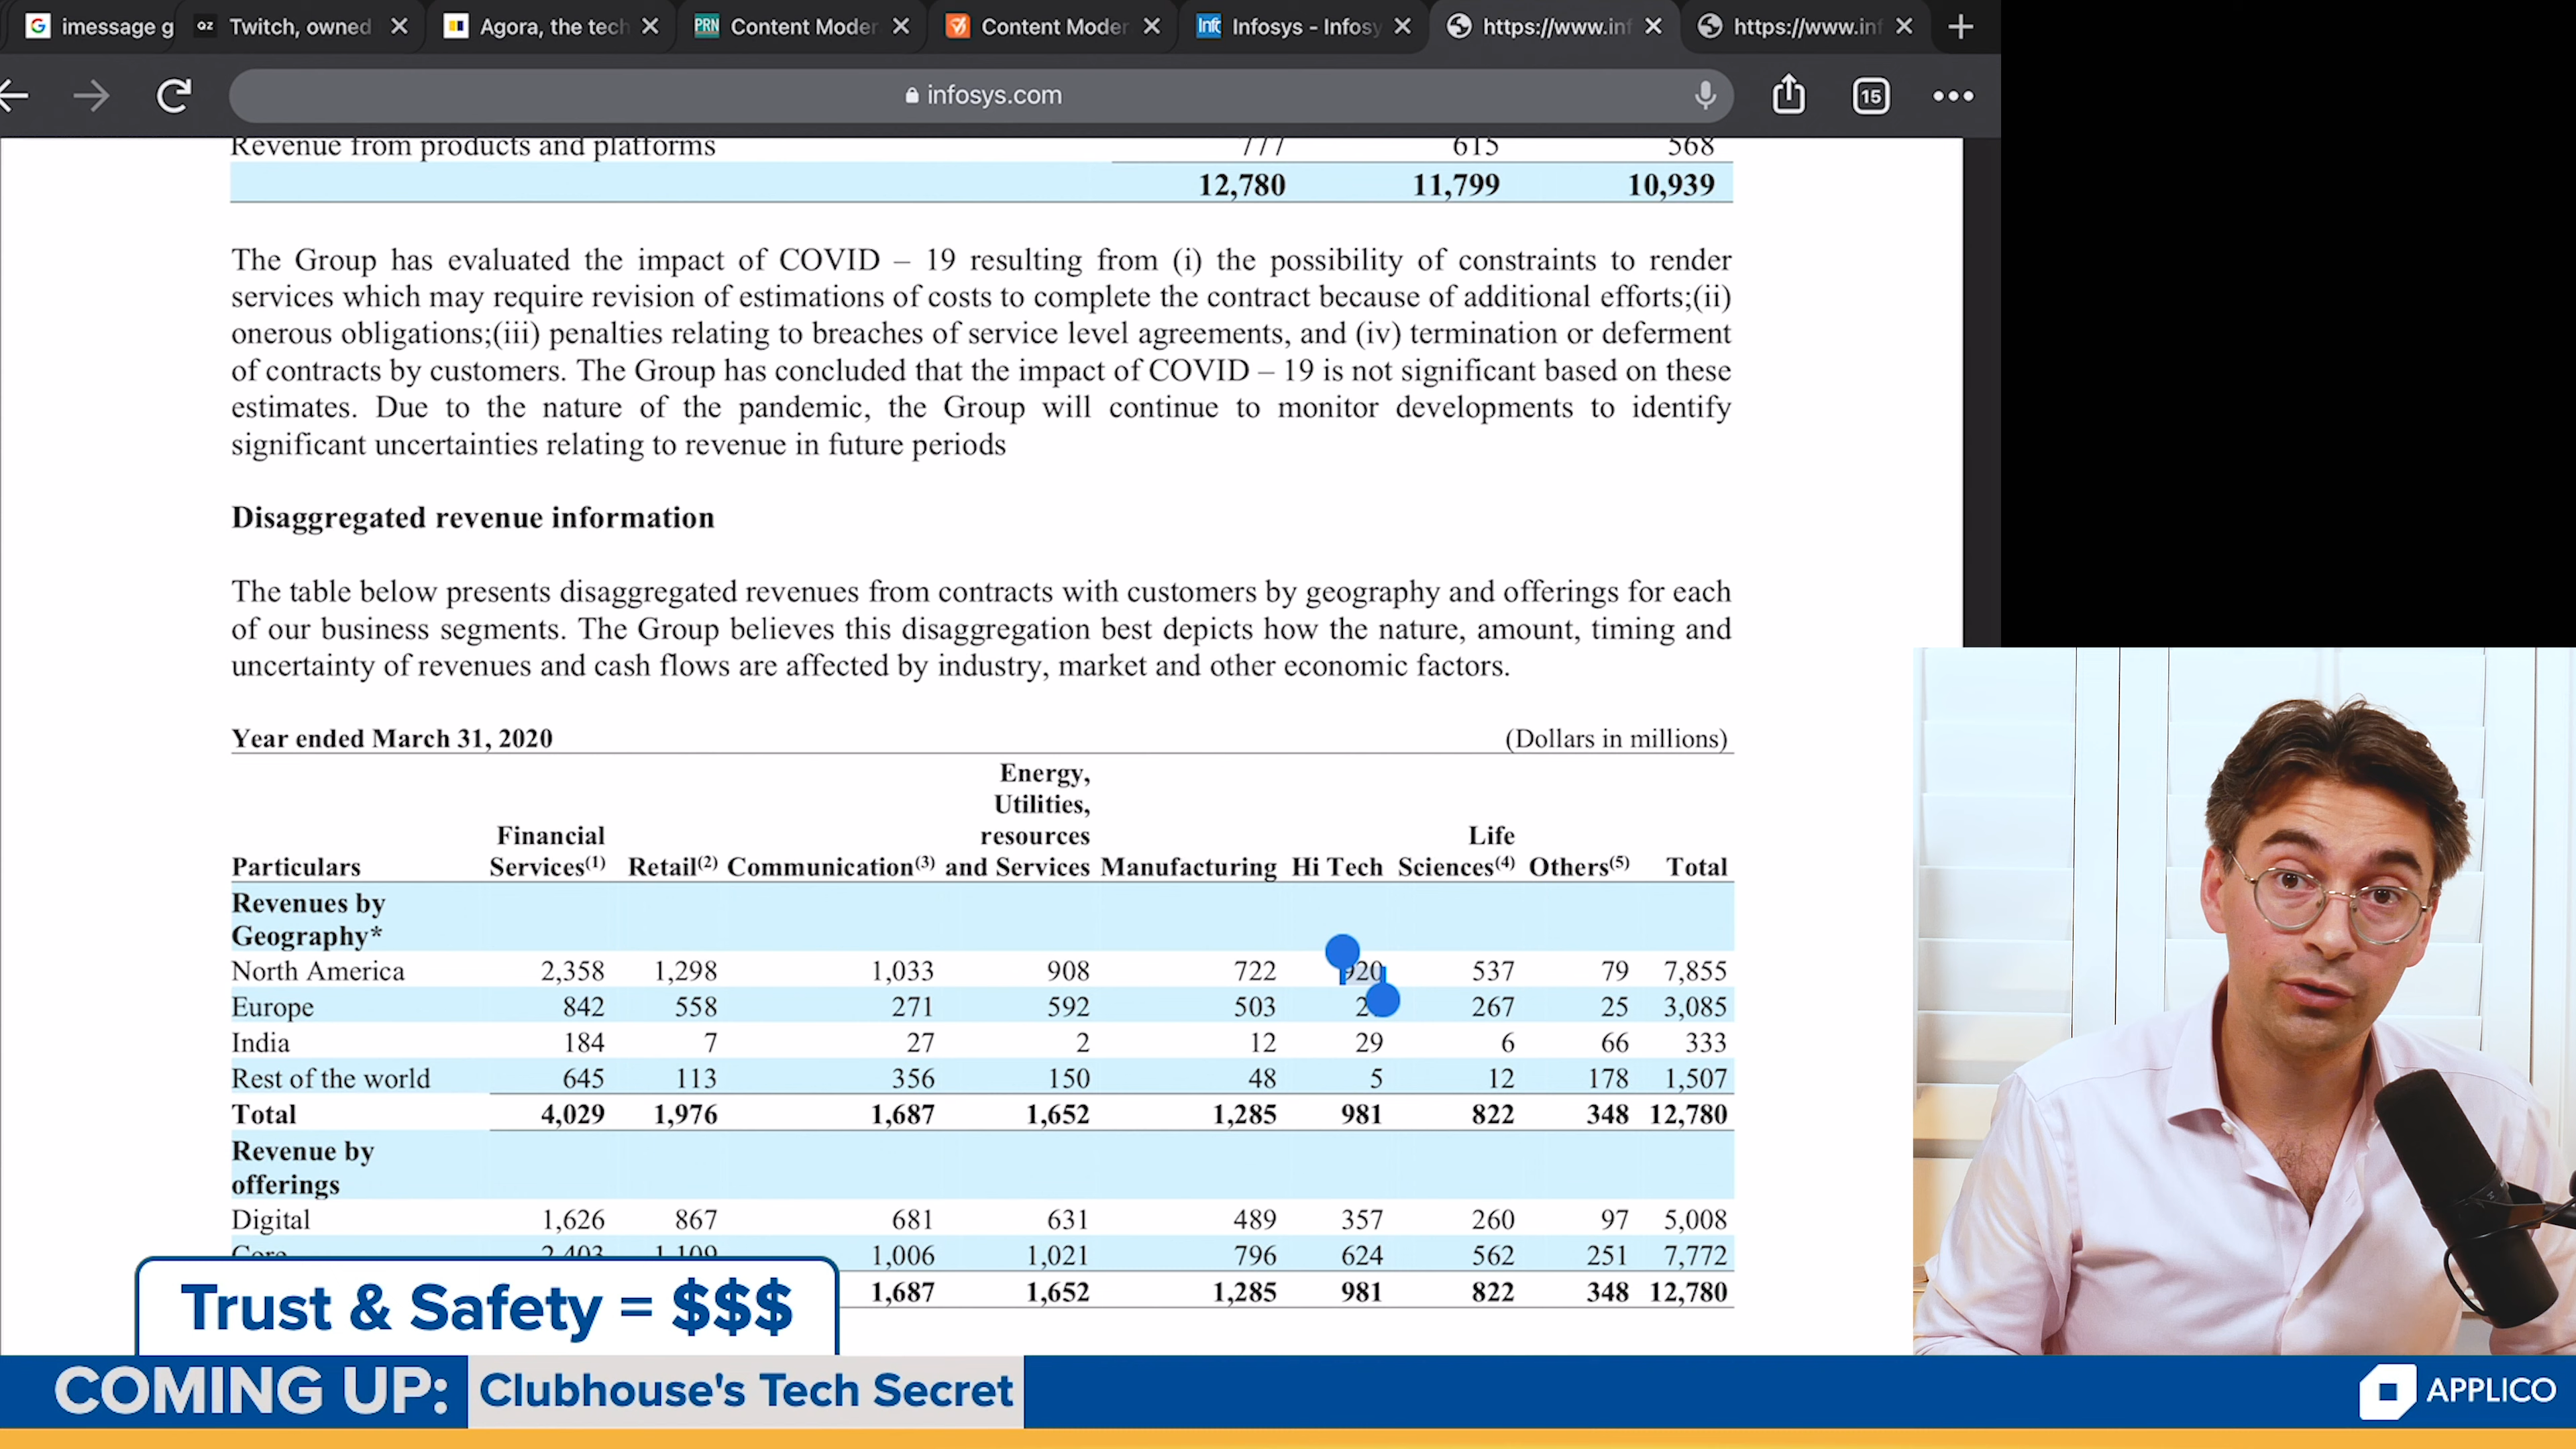 imessage g
QZ Twitch, owned
Agora, the tech
PRN Content Moder
Content Moder
Infosys - Infosy
https://www.inf
https://www.inf
infosys.com
15
Revenue from products and platforms 777 615 568
12,780 11,799 10,939
The Group has evaluated the impact of COVID – 19 resulting from (i) the possibility of constraints to render
services which may require revision of estimations of costs to complete the contract because of additional efforts;(ii)
onerous obligations;(iii) penalties relating to breaches of service level agreements, and (iv) termination or deferment
of contracts by customers. The Group has concluded that the impact of COVID – 19 is not significant based on these
estimates. Due to the nature of the pandemic, the Group will continue to monitor developments to identify
significant uncertainties relating to revenue in future periods
Disaggregated revenue information
The table below presents disaggregated revenues from contracts with customers by geography and offerings for each
of our business segments. The Group believes this disaggregation best depicts how the nature, amount, timing and
uncertainty of revenues and cash flows are affected by industry, market and other economic factors.
Year ended March 31, 2020 (Dollars in millions)
Energy,
Utilities,
Financial resources Life
Particulars Services(1) Retail(2) Communication(3) and Services Manufacturing Hi Tech Sciences(4) Others(5) Total
Revenues by
Geography*
North America 2,358 1,298 1,033 908 722 920 537 79 7,855
Europe 842 558 271 592 503 267 25 3,085
India 184 7 27 2 12 29 6 66 333
Rest of the world 645 113 356 150 48 5 12 178 1,507
Total 4,029 1,976 1,687 1,652 1,285 981 822 348 12,780
Revenue by
offerings
Digital 1,626 867 681 631 489 357 260 97 5,008
Core 2,403 1,109 1,006 1,021 796 624 562 251 7,772
1,687 1,652 1,285 981 822 348 12,780
Trust & Safety = $$$
COMING UP: Clubhouse's Tech Secret
APPLICO